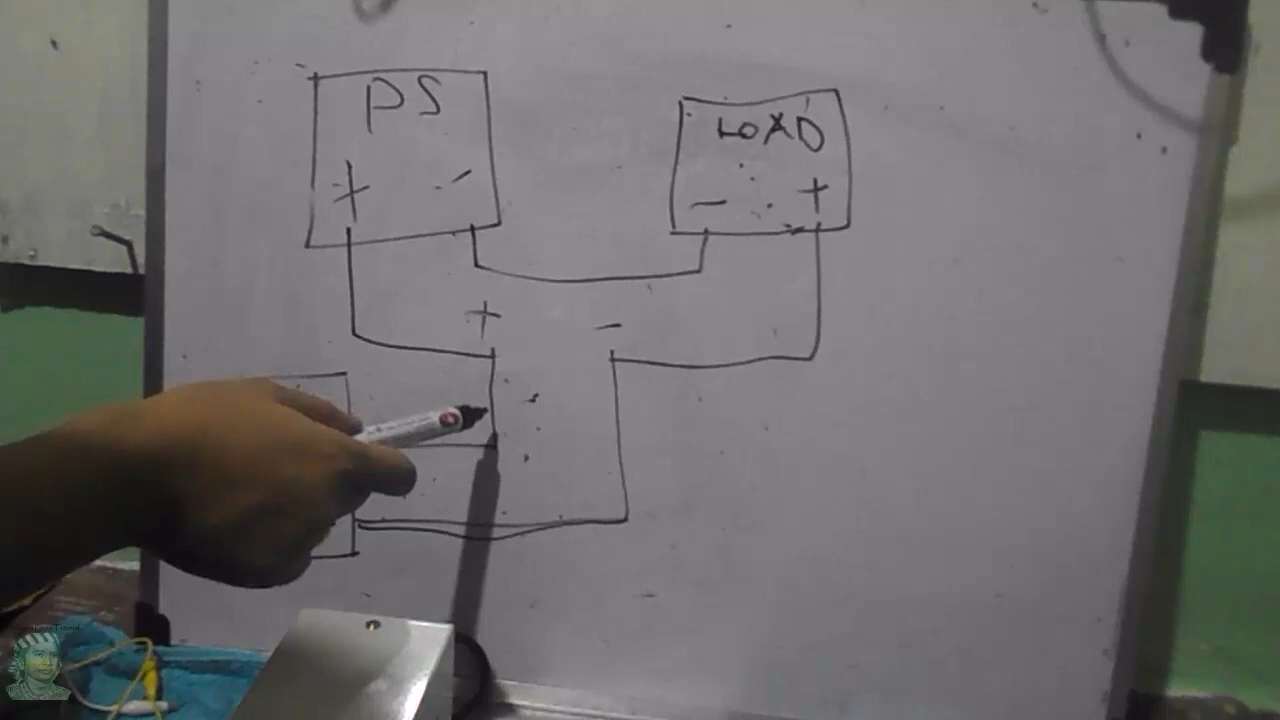 PS
LOAD
+ -
- +
+ -